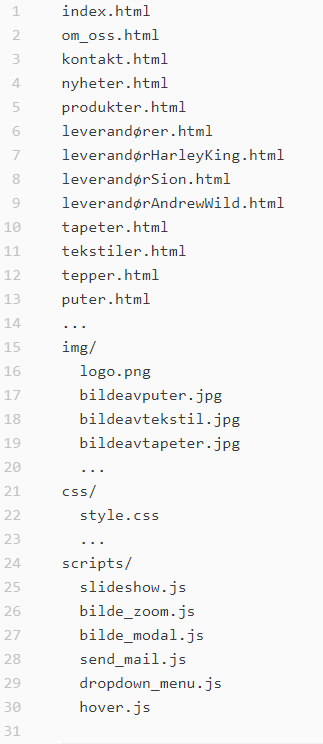 1 index.html
2 om_oss.html
3 kontakt.html
4 nyheter.html
5 produkter.html
6 leverandører.html
7 leverandørHarleyKing.html
8 leverandørSion.html
9 leverandørAndrewWild.html
10 tapeter.html
11 tekstiler.html
12 tepper.html
13 puter.html
14 ...
15 img/
16 logo.png
17 bildeavputer.jpg
18 bildeavtekstil.jpg
19 bildeavtapeter.jpg
20 ...
21 css/
22 style.css
23 ...
24 scripts/
25 slideshow.js
26 bilde_zoom.js
27 bilde_modal.js
28 send_mail.js
29 dropdown_menu.js
30 hover.js
31